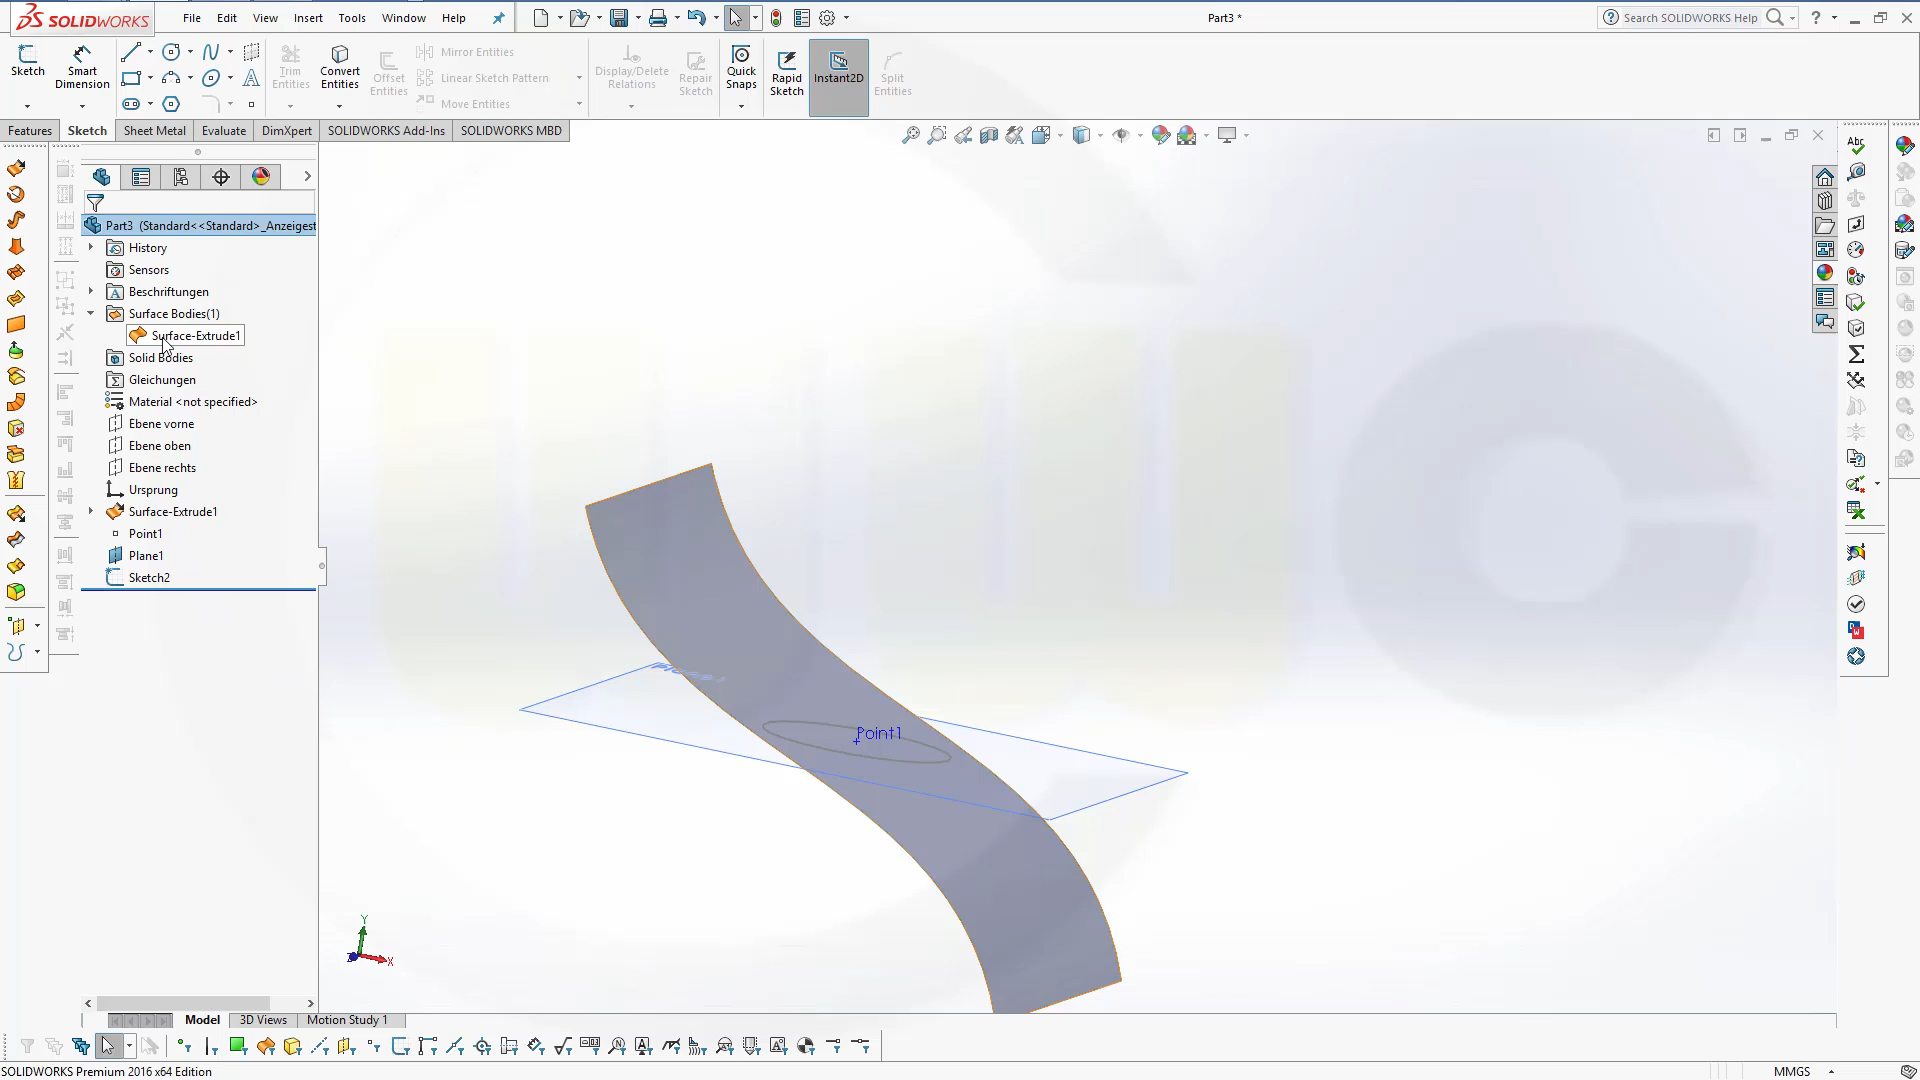 SOLIDWORKS
File Edit View Insert Tools Window Help
Part3 *
Search SOLIDWORKS Help
Sketch
Smart Dimension
Trim Entities
Convert Entities
Offset Entities
Mirror Entities
Linear Sketch Pattern
Move Entities
Display/Delete Relations
Repair Sketch
Quick Snaps
Rapid Sketch
Instant2D
Split Entities
Features Sketch Sheet Metal Evaluate DimXpert SOLIDWORKS Add-Ins SOLIDWORKS MBD
Part3 (Standard<<Standard>_Anzeigest
History
Sensors
Beschriftungen
Surface Bodies(1)
Surface-Extrude1
Solid Bodies
Gleichungen
Material <not specified>
Ebene vorne
Ebene oben
Ebene rechts
Ursprung
Surface-Extrude1
Point1
Plane1
Sketch2
Point1
Y
X
Model 3D Views Motion Study 1
SOLIDWORKS Premium 2016 x64 Edition
MMGS